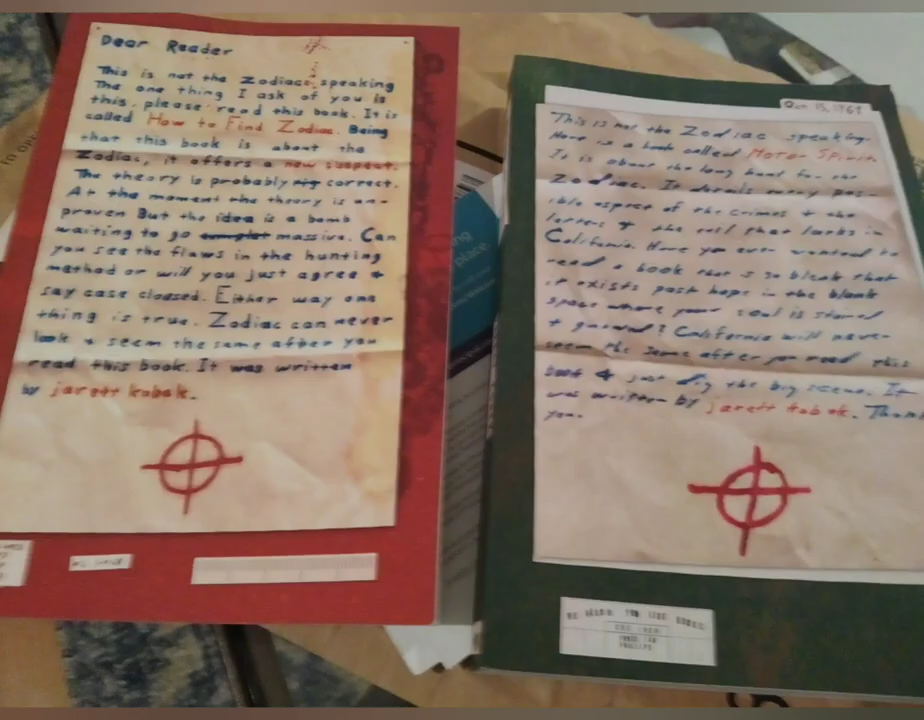 Dear Reader
This is not the Zodiac speaking
The one thing I ask of you is
this, please read this book. It is
called How to Find Zodiac. Being
that this book is about the
Zodiac, it offers a new suspect.
The theory is probably correct.
At the moment the theory is un-
proven But the idea is a bomb
waiting to go massive. Can
you see the flaws in the hunting
method or will you just agree +
say case cloased. Either way one
thing is true. Zodiac can never
look + seem the same after you
read this book. It was written
by jarett kobek.
This is not the Zodiac speaking.
Here is a book called Motor Spirit.
It is about the long hunt for the
Zodiac. It details every poss-
ible aspect of the crimes + the
letters + the evil that lurks in
California. Have you ever wanted to
read a book that is so bleak that
it exists past hope in the blank
space where your soul is
+ ? California will never
seem the same after you read this
book + just dig the big scene. It
was written by jarett kobek. Thank
you.